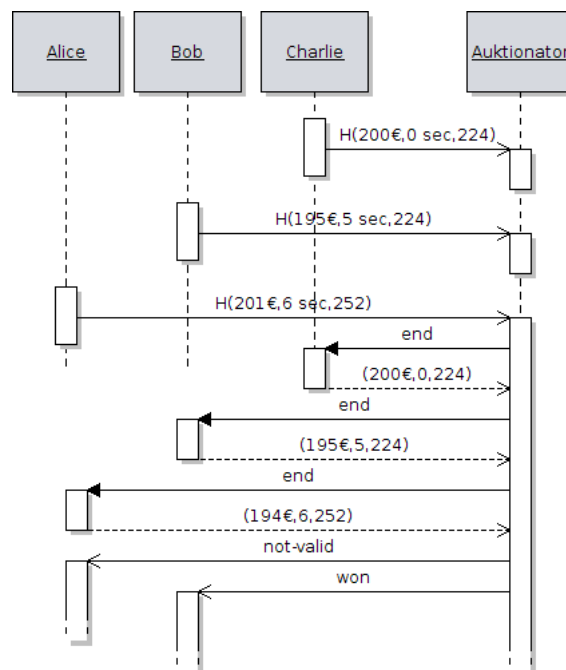 Alice
Bob
Charlie
Auktionator
H(200€,0 sec,224)
H(195€,5 sec,224)
H(201€,6 sec,252)
end
(200€,0,224)
end
(195€,5,224)
end
(194€,6,252)
not-valid
won